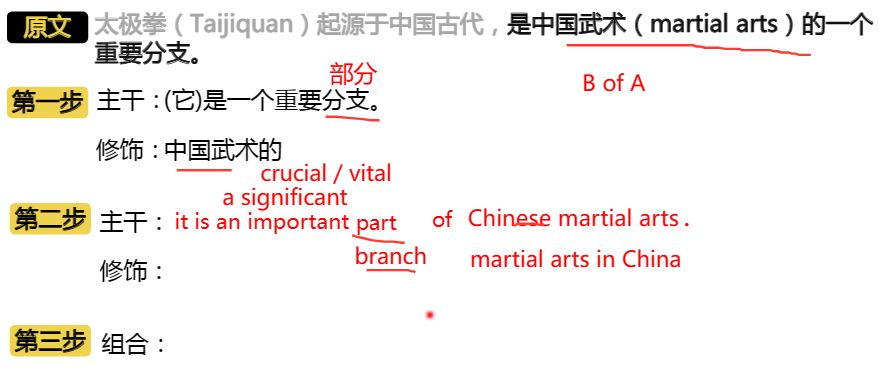 原文 太极拳（Taijiquan）起源于中国古代，是中国武术（martial arts）的一个
重要分支。
部分
B of A
第一步 主干：(它)是一个重要分支。
修饰：中国武术的
crucial / vital
a significant
第二步 主干：it is an important part of Chinese martial arts .
修饰：
branch martial arts in China
第三步 组合：